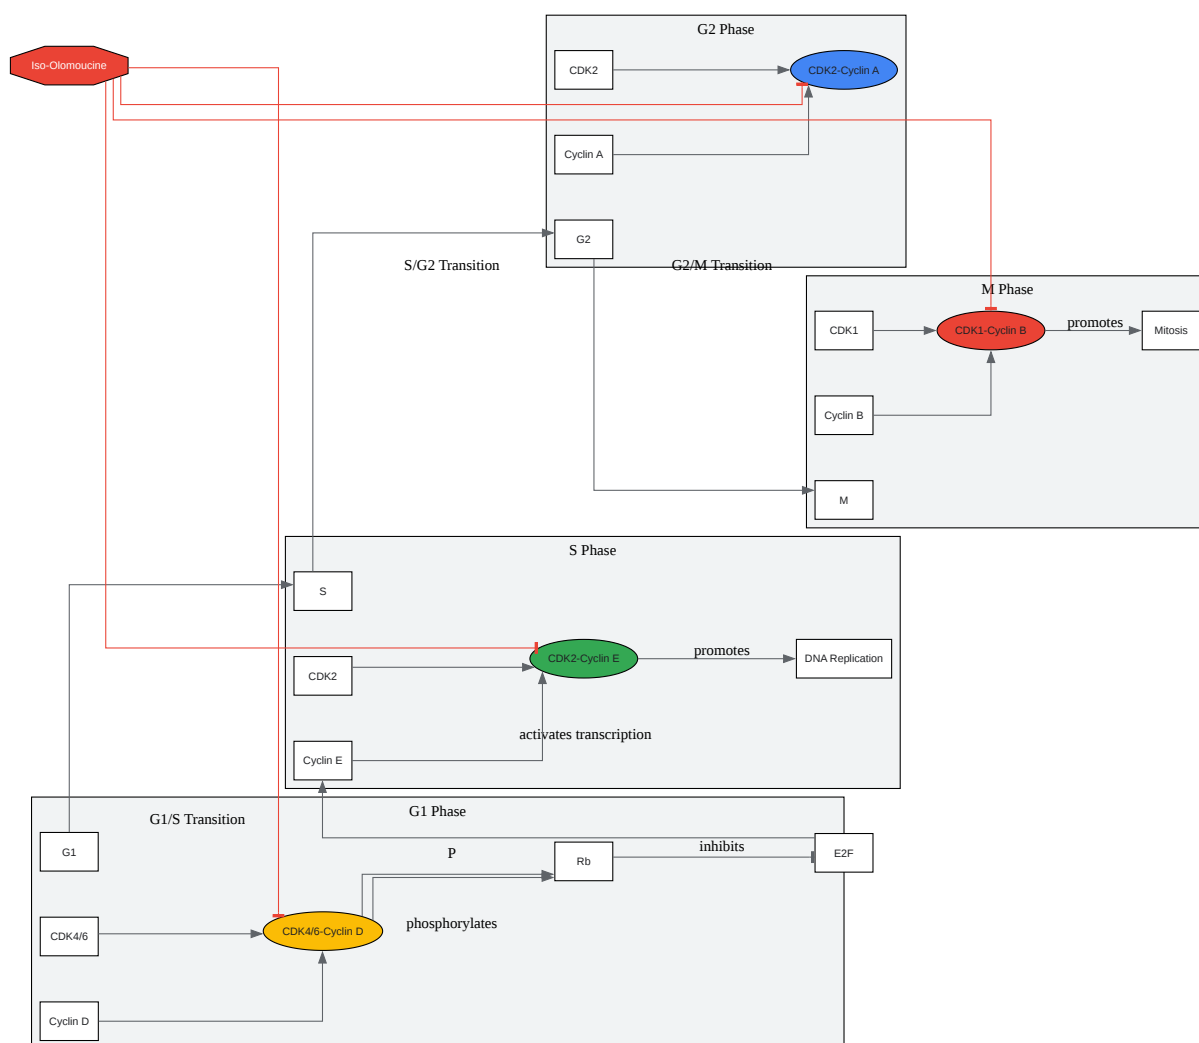 G2 Phase
Iso-Olomoucine
CDK2
CDK2-Cyclin A
Cyclin A
G2
S/G2 Transition
G2/M Transition
M Phase
CDK1
CDK1-Cyclin B
promotes
Mitosis
Cyclin B
M
S Phase
S
CDK2
CDK2-Cyclin E
promotes
DNA Replication
activates transcription
Cyclin E
G1 Phase
G1/S Transition
G1
P
Rb
inhibits
E2F
phosphorylates
CDK4/6
CDK4/6-Cyclin D
Cyclin D